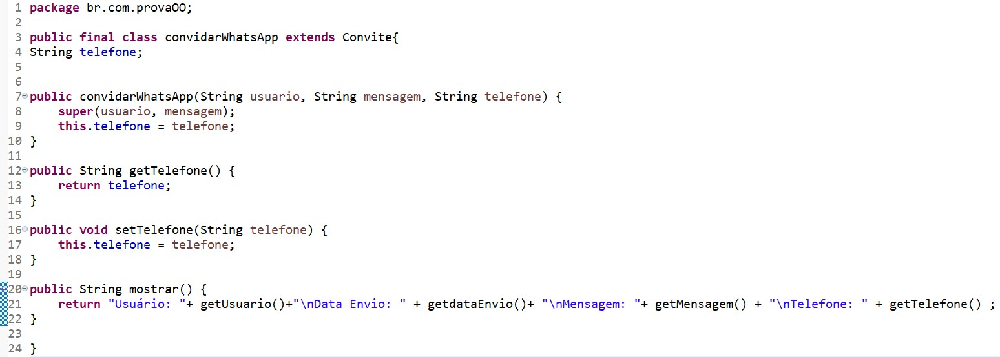 1 package br.com.provaOO;
2
3 public final class convidarWhatsApp extends Convite{
4 String telefone;
5
6
7 public convidarWhatsApp(String usuario, String mensagem, String telefone) {
8     super(usuario, mensagem);
9     this.telefone = telefone;
10 }
11
12 public String getTelefone() {
13     return telefone;
14 }
15
16 public void setTelefone(String telefone) {
17     this.telefone = telefone;
18 }
19
20 public String mostrar() {
21     return "Usuário: "+ getUsuario()+"\nData Envio: " + getdataEnvio()+ "\nMensagem: "+ getMensagem() + "\nTelefone: " + getTelefone() ;
22 }
23
24 }